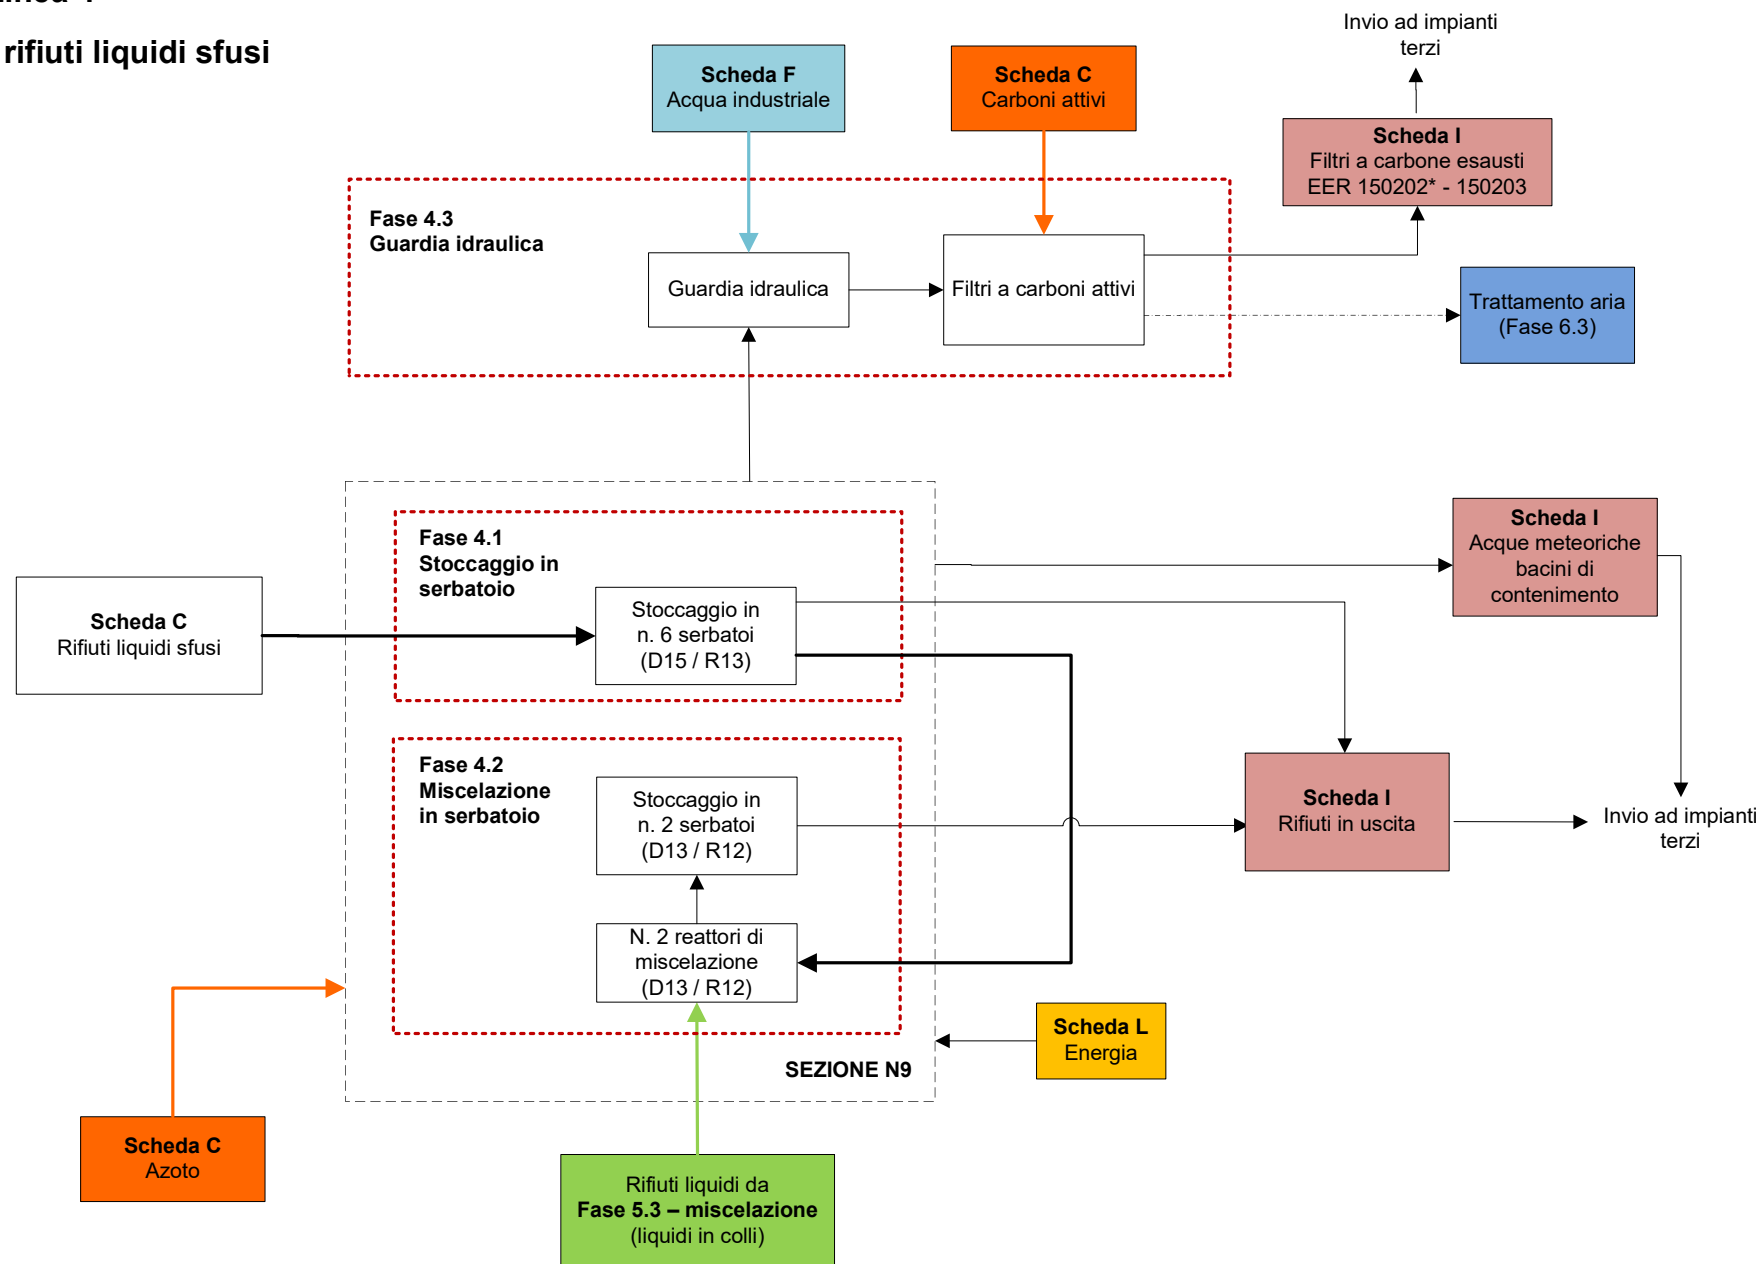 rifiuti liquidi sfusi
Invio ad impianti
terzi
Scheda F
Acqua industriale
Scheda C
Carboni attivi
Scheda I
Filtri a carbone esausti
EER 150202* - 150203
Fase 4.3
Guardia idraulica
Guardia idraulica
Filtri a carboni attivi
Trattamento aria
(Fase 6.3)
Fase 4.1
Stoccaggio in
serbatoio
Scheda I
Acque meteoriche
bacini di
contenimento
Scheda C
Rifiuti liquidi sfusi
Stoccaggio in
n. 6 serbatoi
(D15 / R13)
Fase 4.2
Miscelazione
in serbatoio
Stoccaggio in
n. 2 serbatoi
(D13 / R12)
Scheda I
Rifiuti in uscita
Invio ad impianti
terzi
N. 2 reattori di
miscelazione
(D13 / R12)
Scheda L
Energia
SEZIONE N9
Scheda C
Azoto
Rifiuti liquidi da
Fase 5.3 – miscelazione
(liquidi in colli)